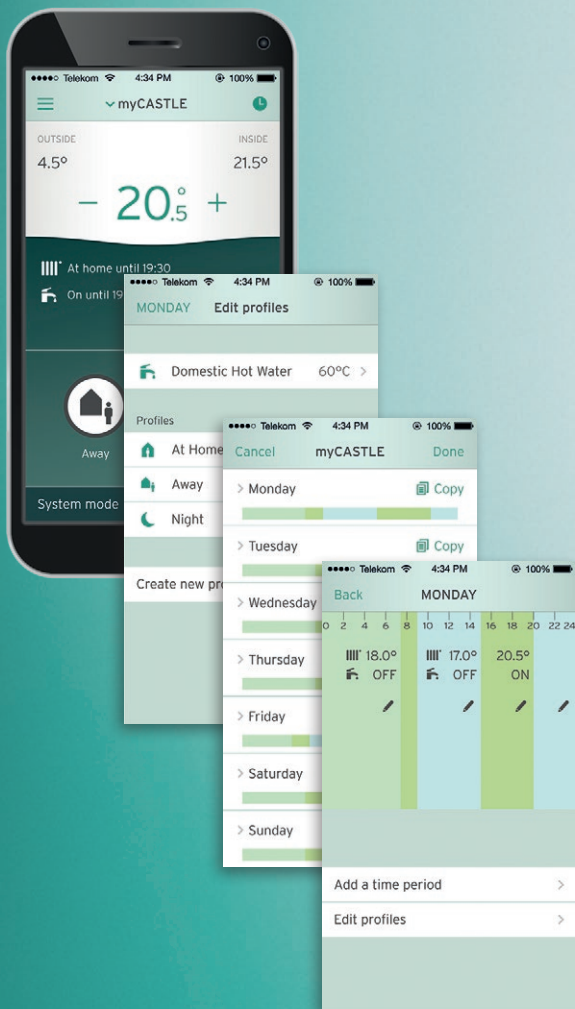 Telekom 4:34 PM 100%
myCASTLE
OUTSIDE INSIDE
4.5° 21.5°
− 20.5° +
At home until 19:30
On until 19
Away
System mode
Telekom 4:34 PM 100%
MONDAY Edit profiles
Domestic Hot Water 60°C >
Profiles
At Home
Away
Night
Create new pr
Telekom 4:34 PM 100%
Cancel myCASTLE Done
> Monday Copy
> Tuesday Copy
> Wednesday
> Thursday
> Friday
> Saturday
> Sunday
Telekom 4:34 PM 100%
Back MONDAY
0 2 4 6 8 10 12 14 16 18 20 22 24
18.0° 17.0° 20.5°
OFF OFF ON
Add a time period >
Edit profiles >